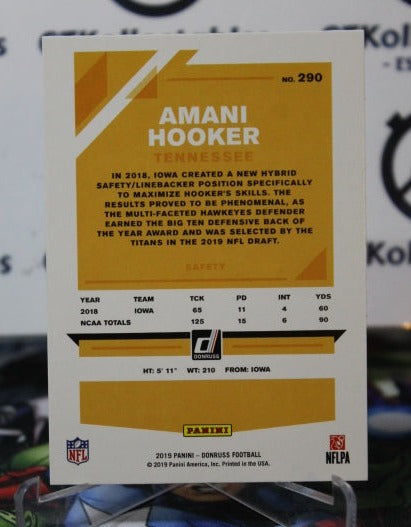 NO. 290
AMANI
HOOKER
TENNESSEE
IN 2018, IOWA CREATED A NEW HYBRID
SAFETY/LINEBACKER POSITION SPECIFICALLY
TO MAXIMIZE HOOKER'S SKILLS. THE
RESULTS PROVED TO BE PHENOMENAL, AS
THE MULTI-FACETED HAWKEYES DEFENDER
EARNED THE BIG TEN DEFENSIVE BACK OF
THE YEAR AWARD AND WAS SELECTED BY THE
TITANS IN THE 2019 NFL DRAFT.
SAFETY
YEAR TEAM TCK PD INT YDS
2018 IOWA 65 11 4 60
NCAA TOTALS 125 15 6 90
DONRUSS
HT: 5' 11" WT: 210 FROM: IOWA
PANINI
NFL
NFLPA
2019 PANINI – DONRUSS FOOTBALL
© 2019 Panini America, Inc. Printed in the USA.